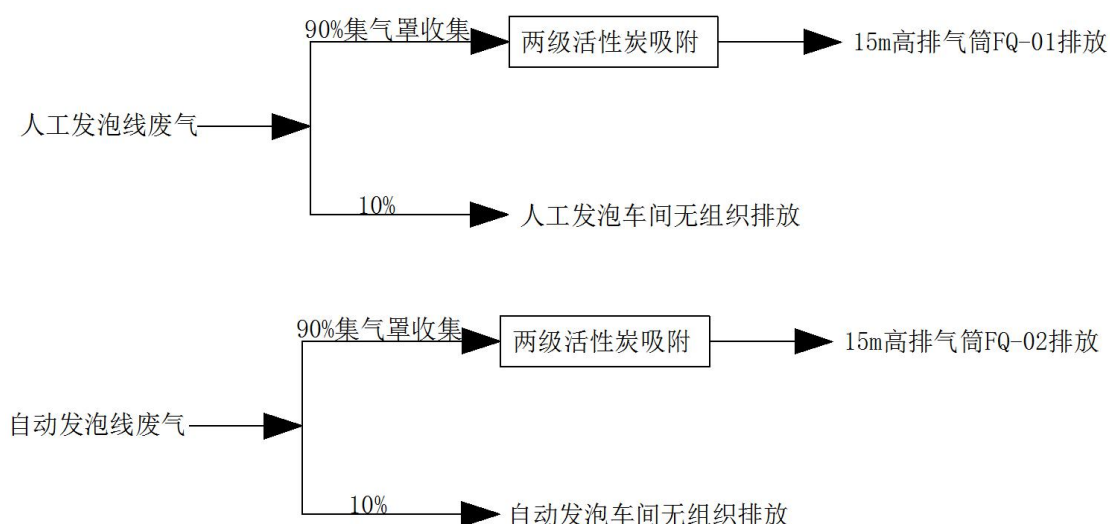 90%集气罩收集
两级活性炭吸附
15m高排气筒FQ-01排放
人工发泡线废气
10%
人工发泡车间无组织排放
90%集气罩收集
两级活性炭吸附
15m高排气筒FQ-02排放
自动发泡线废气
10%
自动发泡车间无组织排放